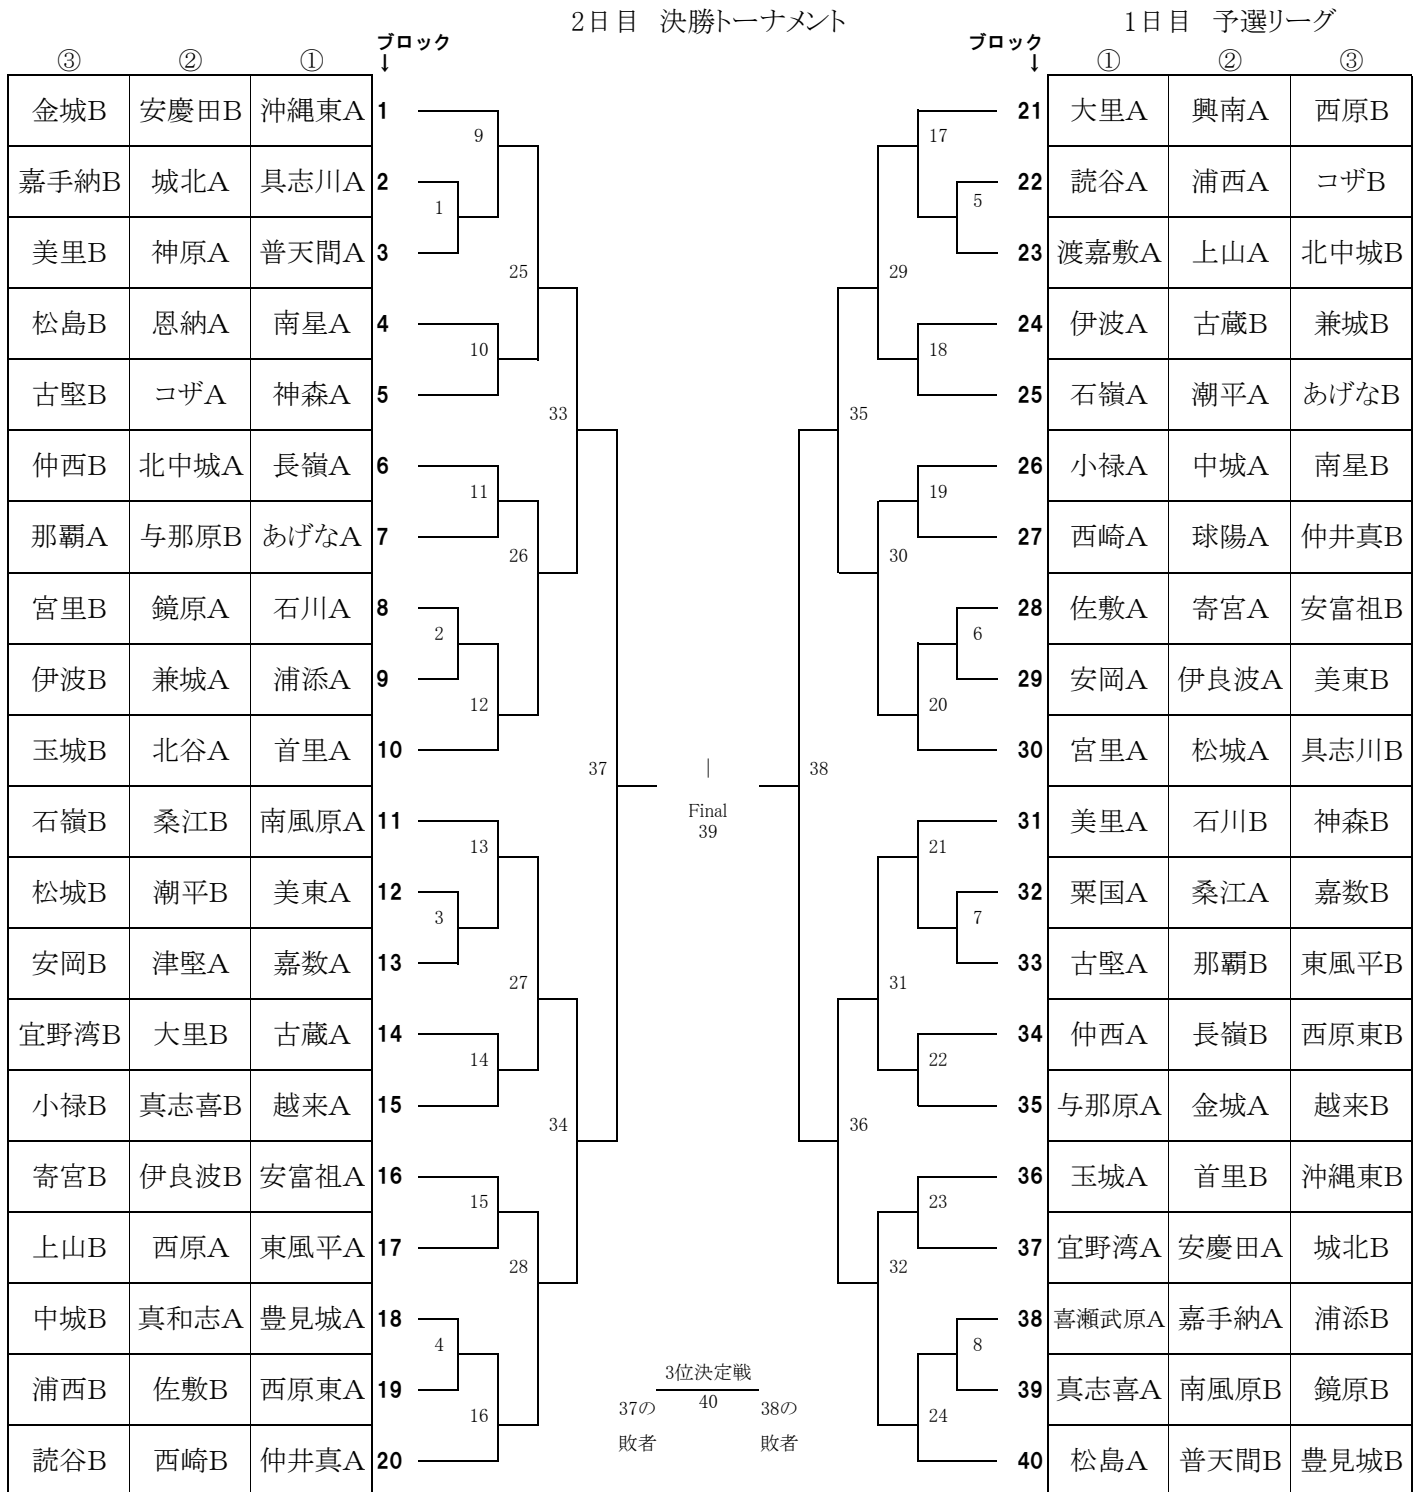 2日目 決勝トーナメント
1日目 予選リーグ
ブロック
↓
ブロック
↓
③ ② ①
① ② ③
金城B 安慶田B 沖縄東A 1
21 大里A 興南A 西原B
9
17
嘉手納B 城北A 具志川A 2
22 読谷A 浦西A コザB
1
5
美里B 神原A 普天間A 3
23 渡嘉敷A 上山A 北中城B
25
29
松島B 恩納A 南星A 4
24 伊波A 古蔵B 兼城B
10
18
古堅B コザA 神森A 5
25 石嶺A 潮平A あげなB
33
35
仲西B 北中城A 長嶺A 6
26 小禄A 中城A 南星B
11
19
那覇A 与那原B あげなA 7
27 西崎A 球陽A 仲井真B
26
30
宮里B 鏡原A 石川A 8
28 佐敷A 寄宮A 安富祖B
2
6
伊波B 兼城A 浦添A 9
29 安岡A 伊良波A 美東B
12
20
玉城B 北谷A 首里A 10
30 宮里A 松城A 具志川B
37
|
38
Final
39
石嶺B 桑江B 南風原A 11
31 美里A 石川B 神森B
13
21
松城B 潮平B 美東A 12
32 粟国A 桑江A 嘉数B
3
7
安岡B 津堅A 嘉数A 13
33 古堅A 那覇B 東風平B
27
31
宜野湾B 大里B 古蔵A 14
34 仲西A 長嶺B 西原東B
14
22
小禄B 真志喜B 越来A 15
35 与那原A 金城A 越来B
34
36
寄宮B 伊良波B 安富祖A 16
36 玉城A 首里B 沖縄東B
15
23
上山B 西原A 東風平A 17
37 宜野湾A 安慶田A 城北B
28
32
中城B 真和志A 豊見城A 18
38 喜瀬武原A 嘉手納A 浦添B
4
8
浦西B 佐敷B 西原東A 19
39 真志喜A 南風原B 鏡原B
16
24
3位決定戦
37の 40 38の
敗者 敗者
読谷B 西崎B 仲井真A 20
40 松島A 普天間B 豊見城B